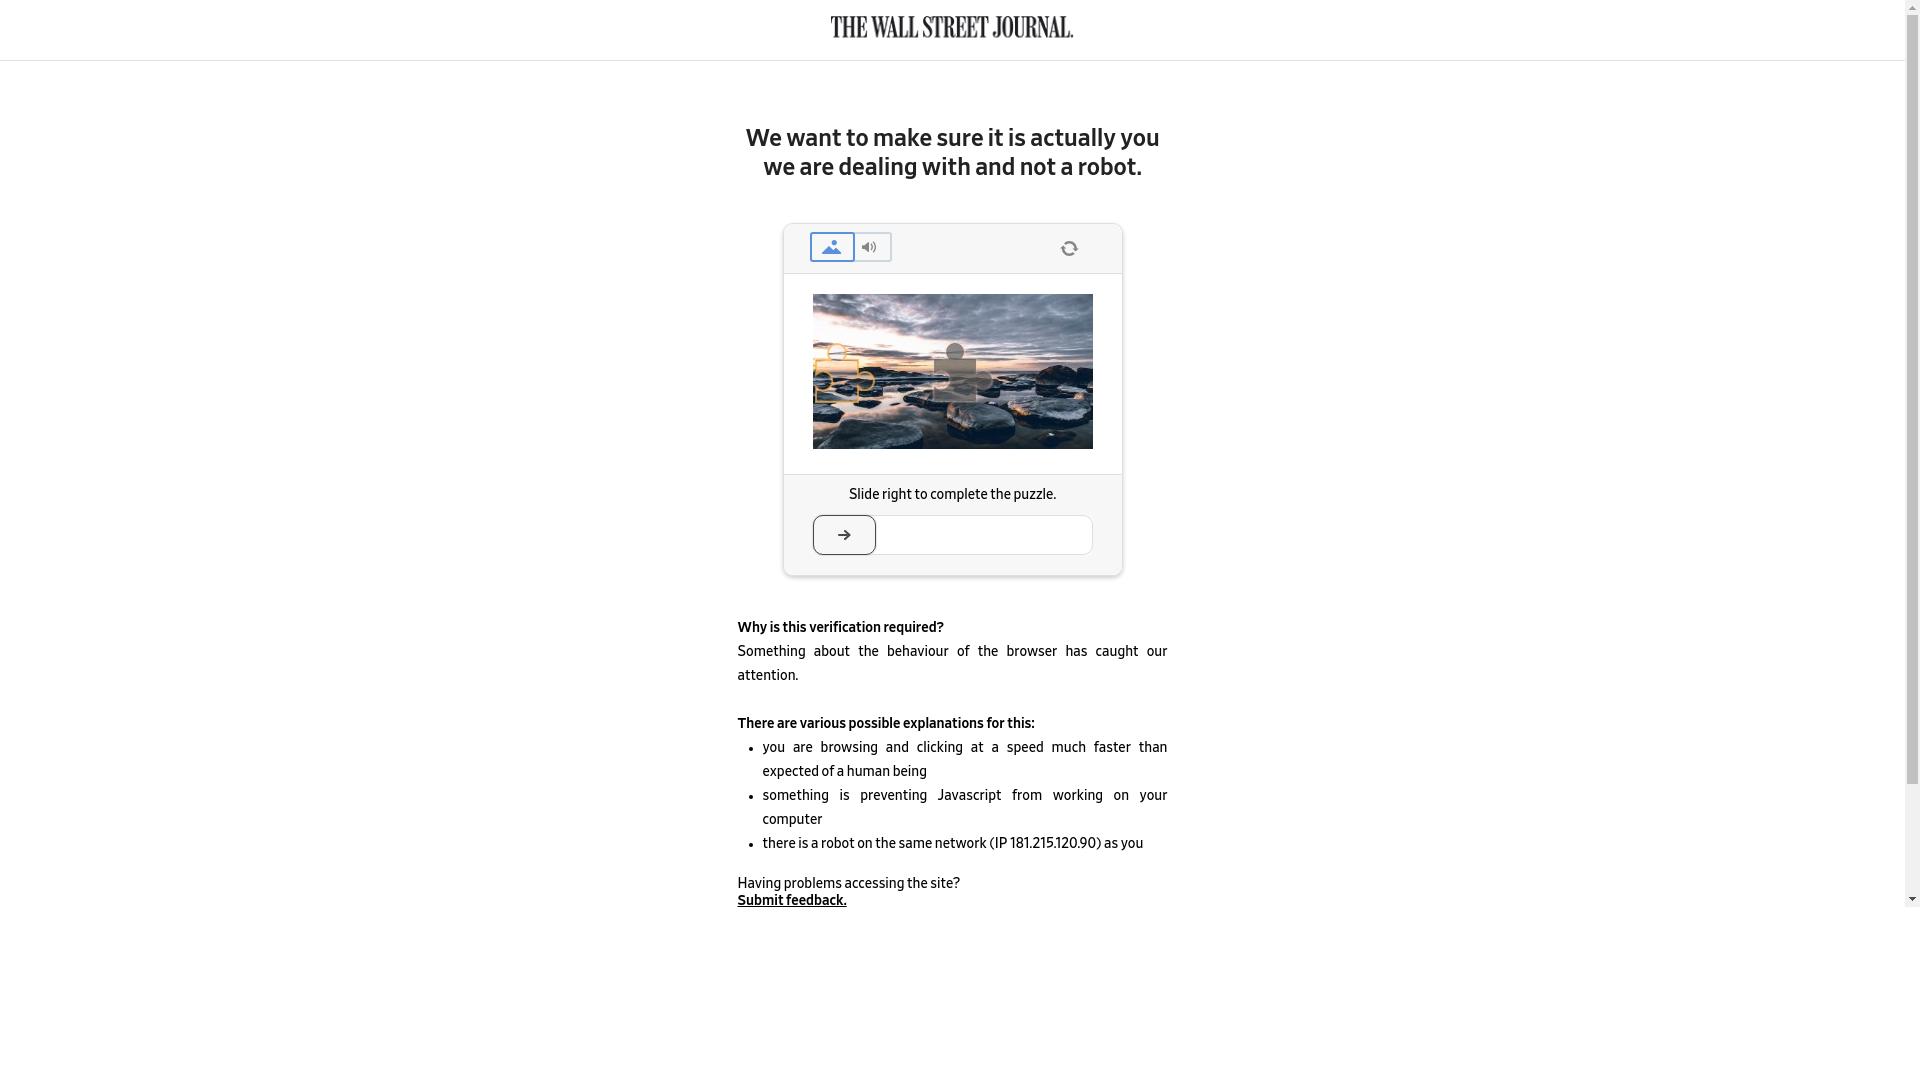 THE WALL STREET JOURNAL.
We want to make sure it is actually you
we are dealing with and not a robot.
Slide right to complete the puzzle.
Why is this verification required?
Something about the behaviour of the browser has caught our
attention.
There are various possible explanations for this:
you are browsing and clicking at a speed much faster than
expected of a human being
something is preventing Javascript from working on your
computer
there is a robot on the same network (IP 181.215.120.90) as you
Having problems accessing the site?
Submit feedback.